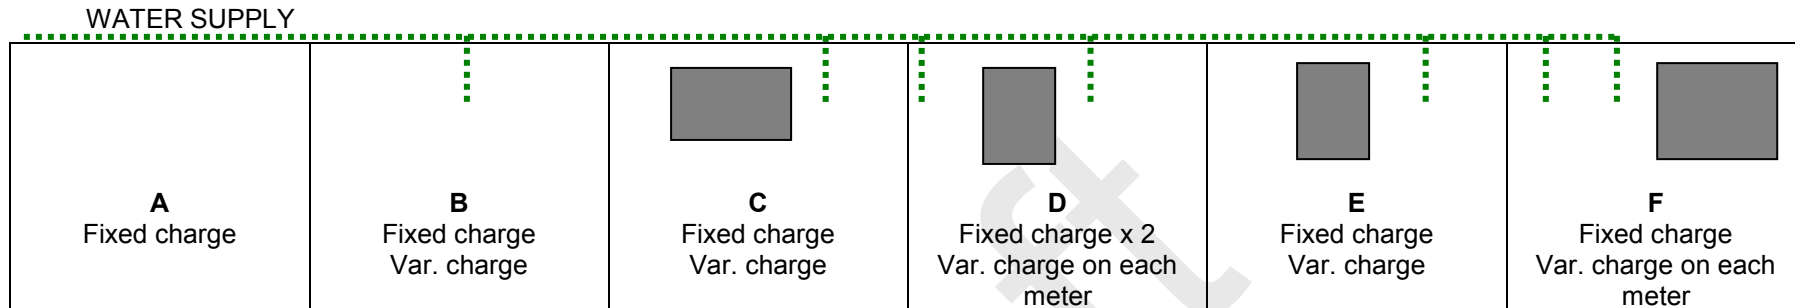 WATER SUPPLY
A
Fixed charge
B
Fixed charge
Var. charge
C
Fixed charge
Var. charge
D
Fixed charge x 2
Var. charge on each
meter
E
Fixed charge
Var. charge
F
Fixed charge
Var. charge on each
meter